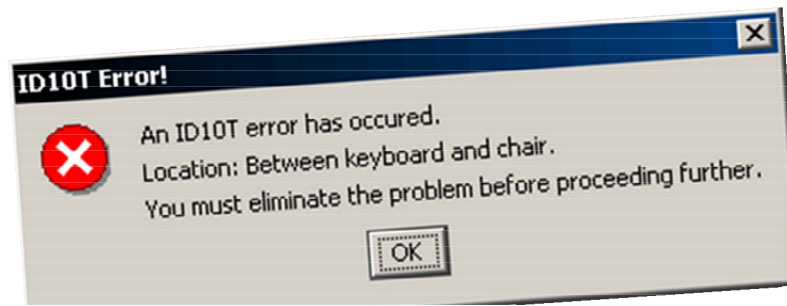 ID10T Error!
An ID10T error has occured.
Location: Between keyboard and chair.
You must eliminate the problem before proceeding further.
OK